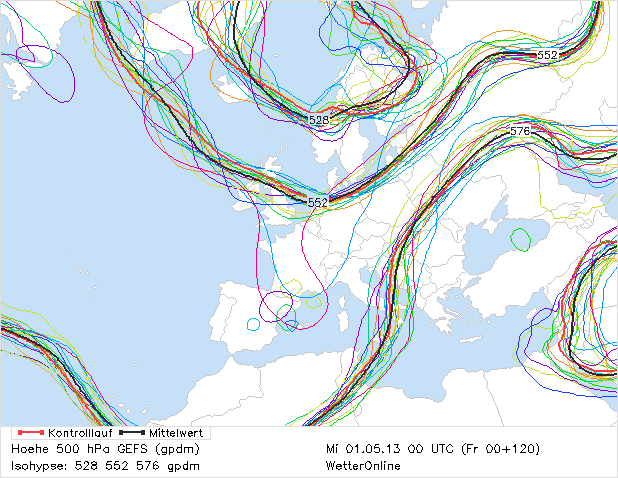 552
528
576
552
Kontrollauf Mittelwert
Hoehe 500 hPa GEFS (gpdm) Mi 01.05.13 00 UTC (Fr 00+120)
Isohypse: 528 552 576 gpdm WetterOnline